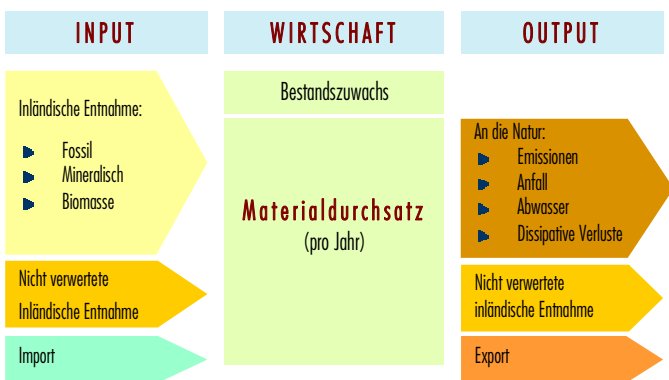 INPUT
Inländische Entnahme:
Fossil
Mineralisch
Biomasse
Nicht verwertete
Inländische Entnahme
Import
WIRTSCHAFT
Bestandszuwachs
Materialdurchsatz
(pro Jahr)
OUTPUT
An die Natur:
Emissionen
Anfall
Abwasser
Dissipative Verluste
Nicht verwertete
inländische Entnahme
Export